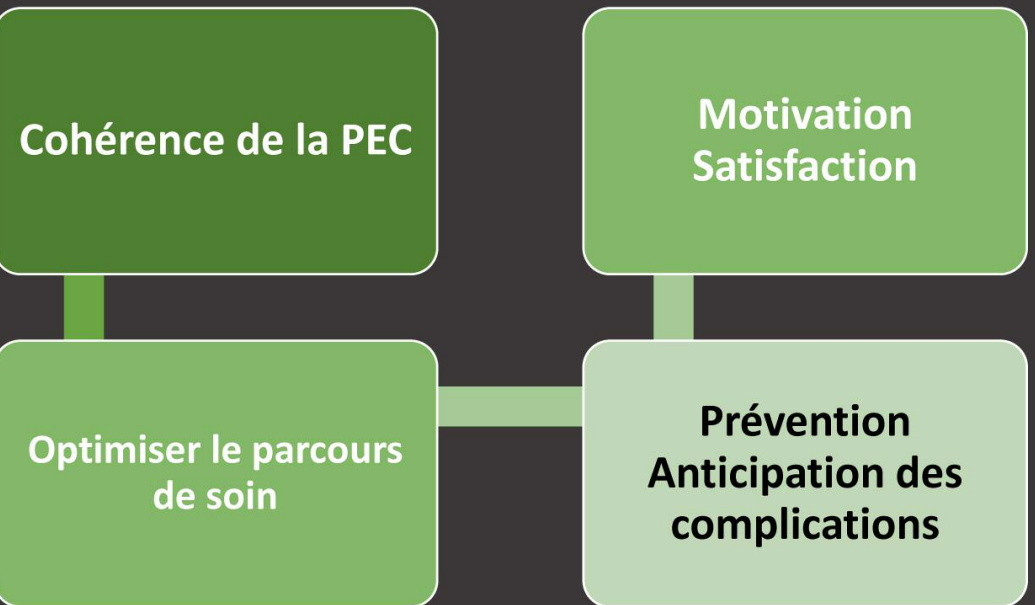 Cohérence de la PEC
Optimiser le parcours
de soin
Prévention
Anticipation des
complications
Motivation
Satisfaction